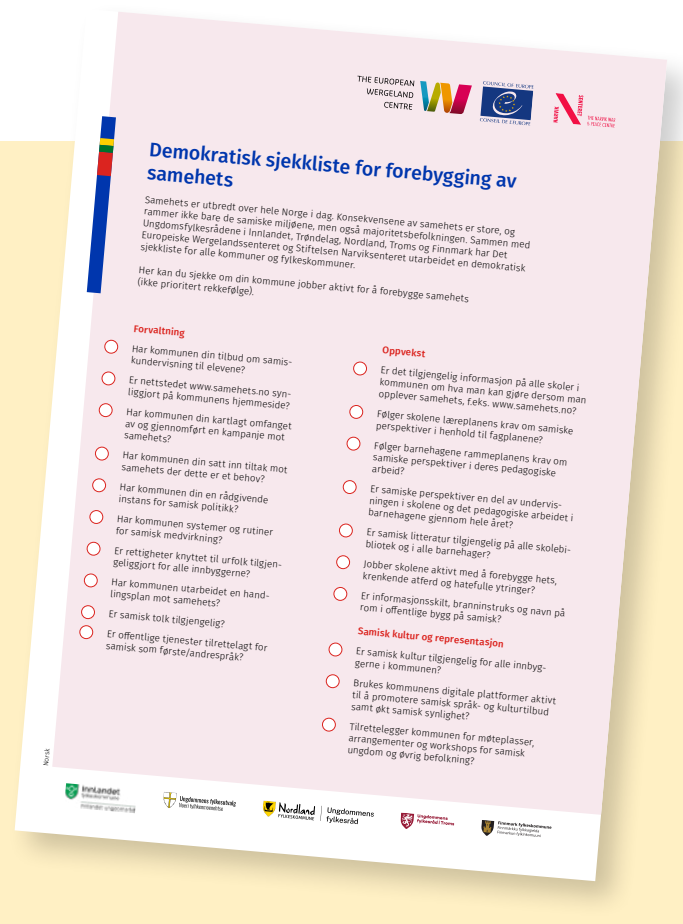 THE EUROPEAN
WERGELAND
CENTRE
COUNCIL OF EUROPE
CONSEIL DE L'EUROPE
NARVIK
SENTERET
THE NARVIK WAR
& PEACE CENTRE
Demokratisk sjekkliste for forebygging av
samehets
Samehets er utbredt over hele Norge i dag. Konsekvensene av samehets er store, og
rammer ikke bare de samiske miljøene, men også majoritetsbefolkningen. Sammen med
Ungdomsfylkesrådene i Innlandet, Trøndelag, Nordland, Troms og Finnmark har Det
Europeiske Wergelandssenteret og Stiftelsen Narviksenteret utarbeidet en demokratisk
sjekkliste for alle kommuner og fylkeskommuner.
Her kan du sjekke om din kommune jobber aktivt for å forebygge samehets
(ikke prioritert rekkefølge).
Forvaltning
Har kommunen din tilbud om samis-
kundervisning til elevene?
Er nettstedet www.samehets.no syn-
liggjort på kommunens hjemmeside?
Har kommunen din kartlagt omfanget
av og gjennomført en kampanje mot
samehets?
Har kommunen din satt inn tiltak mot
samehets der dette er et behov?
Har kommunen din en rådgivende
instans for samisk politikk?
Har kommunen systemer og rutiner
for samisk medvirkning?
Er rettigheter knyttet til urfolk tilgjen-
geliggjort for alle innbyggerne?
Har kommunen utarbeidet en hand-
lingsplan mot samehets?
Er samisk tolk tilgjengelig?
Er offentlige tjenester tilrettelagt for
samisk som første/andrespråk?
Oppvekst
Er det tilgjengelig informasjon på alle skoler i
kommunen om hva man kan gjøre dersom man
opplever samehets, f.eks. www.samehets.no?
Følger skolene læreplanens krav om samiske
perspektiver i henhold til fagplanene?
Følger barnehagene rammeplanens krav om
samiske perspektiver i deres pedagogiske
arbeid?
Er samiske perspektiver en del av undervis-
ningen i skolene og det pedagogiske arbeidet i
barnehagene gjennom hele året?
Er samisk litteratur tilgjengelig på alle skolebi-
bliotek og i alle barnehager?
Jobber skolene aktivt med å forebygge hets,
krenkende atferd og hatefulle ytringer?
Er informasjonsskilt, branninstruks og navn på
rom i offentlige bygg på samisk?
Samisk kultur og representasjon
Er samisk kultur tilgjengelig for alle innbyg-
gerne i kommunen?
Brukes kommunens digitale plattformer aktivt
til å promotere samisk språk- og kulturtilbud
samt økt samisk synlighet?
Tilrettelegger kommunen for møteplasser,
arrangementer og workshops for samisk
ungdom og øvrig befolkning?
Norsk
Innlandet
Ungdommens fylkesutvalg
Nordland
FYLKESKOMMUNE
Ungdommens
fylkesråd
Ungdommens
fylkesråd i Troms
Finnmark fylkeskommune